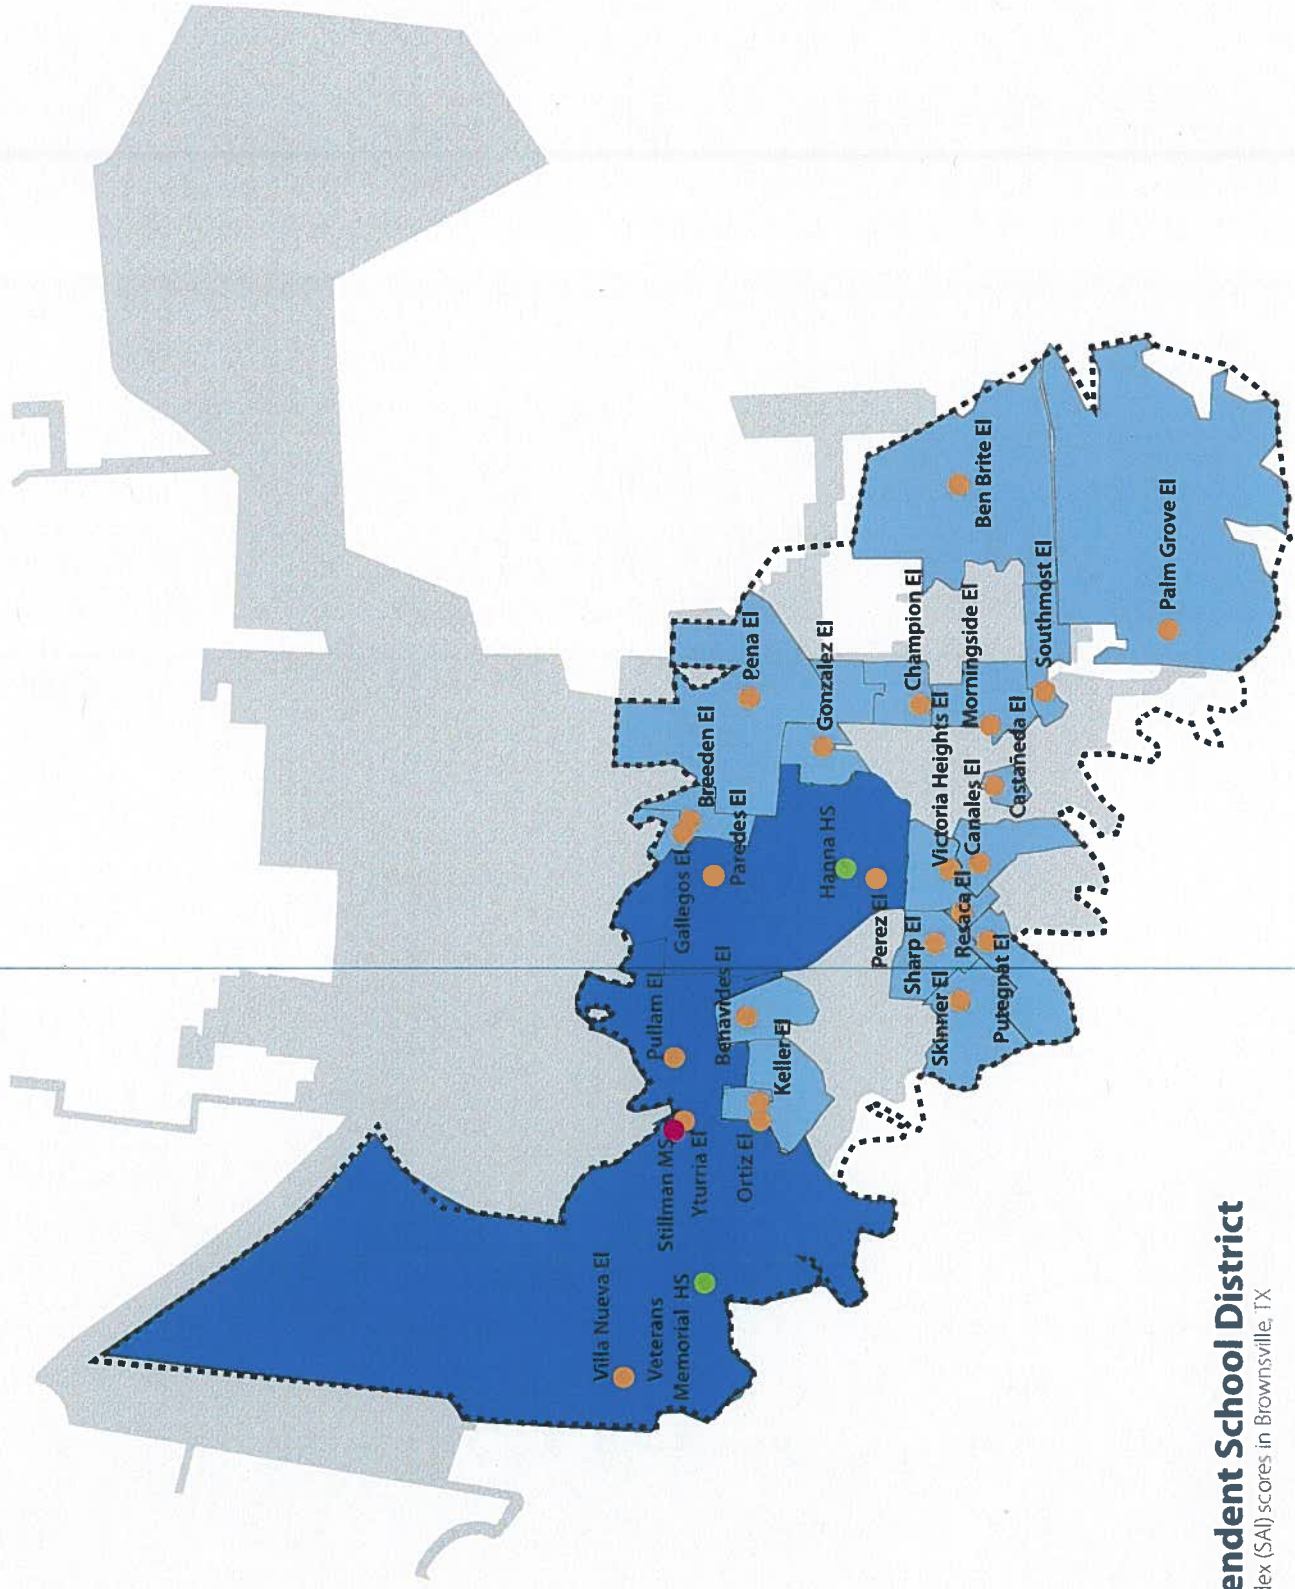 Villa Nueva El
Veterans
Memorial HS
Pullam El
Stillman MS
Gallegos El
Yturria El
Breeden El
Benavides El
Paredes El
Ortiz El
Pena El
Keller El
Gonzalez El
Hanna HS
Perez El
Sharp El
Champion El
Skinner El
Victoria Heights El
Resaca El
Morningside El
Canales El
Ben Brite El
Putegnat El
Castañeda El
Southmost El
Palm Grove El
endent School District
dex (SAI) scores in Brownsville, TX